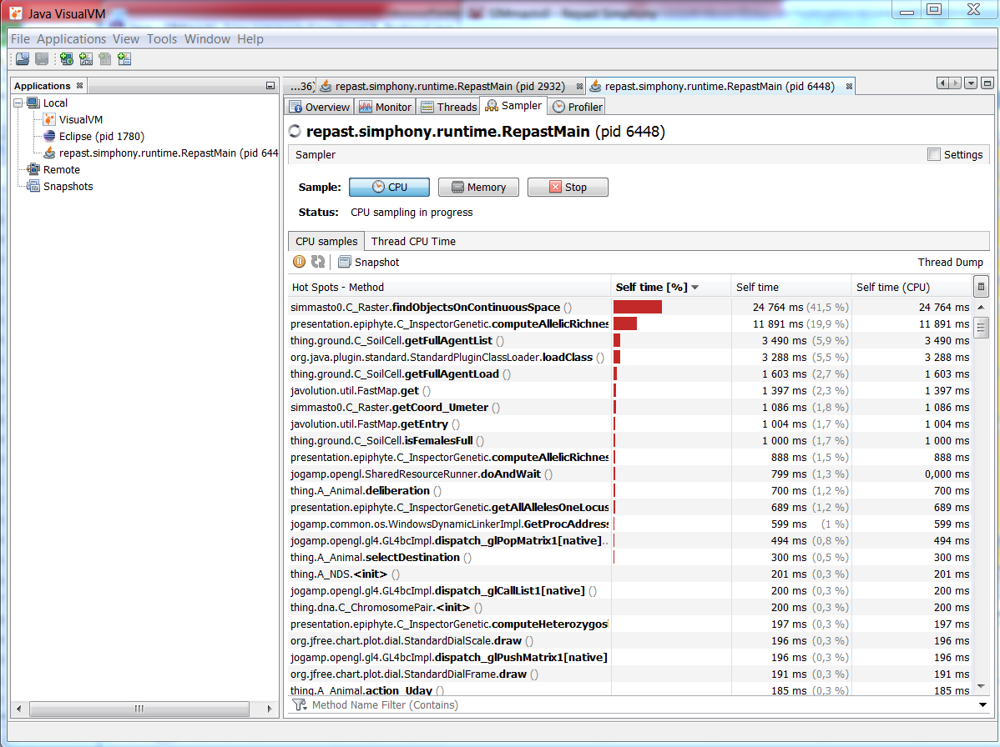 Java VisualVM
File Applications View Tools Window Help
Applications
Local
VisualVM
Eclipse (pid 1780)
repast.simphony.runtime.RepastMain (pid 644
Remote
Snapshots
...36) repast.simphony.runtime.RepastMain (pid 2932) repast.simphony.runtime.RepastMain (pid 6448)
Overview Monitor Threads Sampler Profiler
repast.simphony.runtime.RepastMain (pid 6448)
Sampler Settings
Sample: CPU Memory Stop
Status: CPU sampling in progress
CPU samples Thread CPU Time
Snapshot Thread Dump
Hot Spots - Method Self time [%] Self time Self time (CPU)
simmasto0.C_Raster.findObjectsOnContinuousSpace () 24 764 ms (41,5 %) 24 764 ms
presentation.epiphyte.C_InspectorGenetic.computeAllelicRichnes 11 891 ms (19,9 %) 11 891 ms
thing.ground.C_SoilCell.getFullAgentList () 3 490 ms (5,9 %) 3 490 ms
org.java.plugin.standard.StandardPluginClassLoader.loadClass () 3 288 ms (5,5 %) 3 288 ms
thing.ground.C_SoilCell.getFullAgentLoad () 1 603 ms (2,7 %) 1 603 ms
javolution.util.FastMap.get () 1 397 ms (2,3 %) 1 397 ms
simmasto0.C_Raster.getCoord_Umeter () 1 086 ms (1,8 %) 1 086 ms
javolution.util.FastMap.getEntry () 1 004 ms (1,7 %) 1 004 ms
thing.ground.C_SoilCell.isFemalesFull () 1 000 ms (1,7 %) 1 000 ms
presentation.epiphyte.C_InspectorGenetic.computeAllelicRichnes 888 ms (1,5 %) 888 ms
jogamp.opengl.SharedResourceRunner.doAndWait () 799 ms (1,3 %) 0,000 ms
thing.A_Animal.deliberation () 700 ms (1,2 %) 700 ms
presentation.epiphyte.C_InspectorGenetic.getAllAllelesOneLocus 689 ms (1,2 %) 689 ms
jogamp.common.os.WindowsDynamicLinkerImpl.GetProcAddress 599 ms (1 %) 599 ms
jogamp.opengl.gl4.GL4bcImpl.dispatch_glPopMatrix1[native]... 494 ms (0,8 %) 494 ms
thing.A_Animal.selectDestination () 300 ms (0,5 %) 300 ms
thing.A_NDS.<init> () 201 ms (0,3 %) 201 ms
jogamp.opengl.gl4.GL4bcImpl.dispatch_glCallList1[native] () 200 ms (0,3 %) 200 ms
thing.dna.C_ChromosomePair.<init> () 200 ms (0,3 %) 200 ms
presentation.epiphyte.C_InspectorGenetic.computeHeterozygosi 197 ms (0,3 %) 197 ms
org.jfree.chart.plot.dial.StandardDialScale.draw () 196 ms (0,3 %) 196 ms
jogamp.opengl.gl4.GL4bcImpl.dispatch_glPushMatrix1[native] 196 ms (0,3 %) 196 ms
org.jfree.chart.plot.dial.StandardDialFrame.draw () 191 ms (0,3 %) 191 ms
thing.A_Animal.action_Uday () 185 ms (0,3 %) 185 ms
Method Name Filter (Contains)